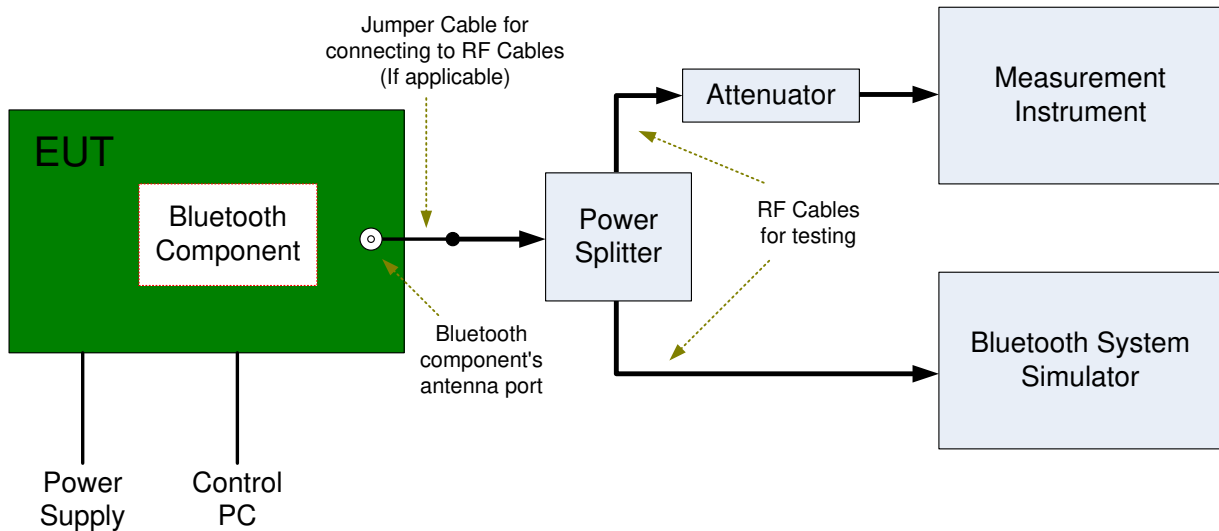 Jumper Cable for
connecting to RF Cables
(If applicable)
EUT
Bluetooth
Component
Bluetooth
component's
antenna port
Power
Supply
Control
PC
Power
Splitter
Attenuator
RF Cables
for testing
Measurement
Instrument
Bluetooth System
Simulator